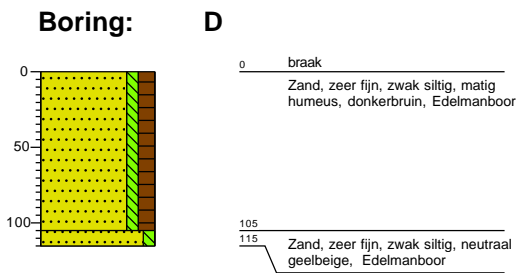 Boring: D
0
50
100
0 braak
Zand, zeer fijn, zwak siltig, matig
humeus, donkerbruin, Edelmanboor
105
115 Zand, zeer fijn, zwak siltig, neutraal
geelbeige, Edelmanboor